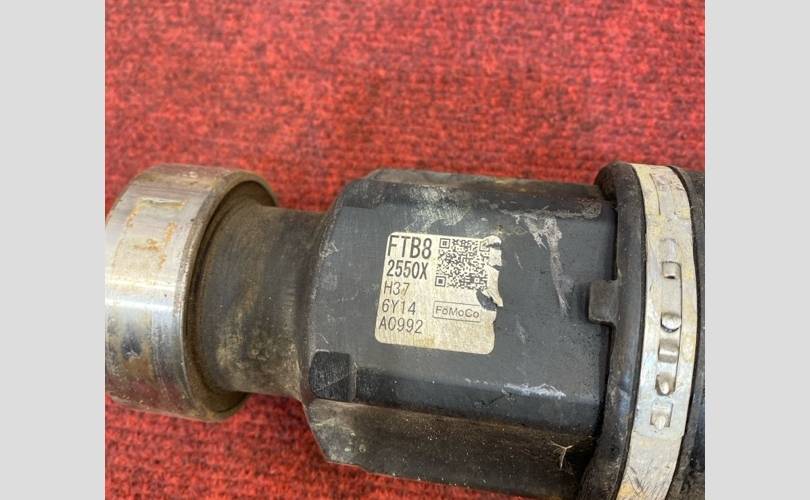 FTB8
2550X
H37
6Y14
FoMoCo
A0992